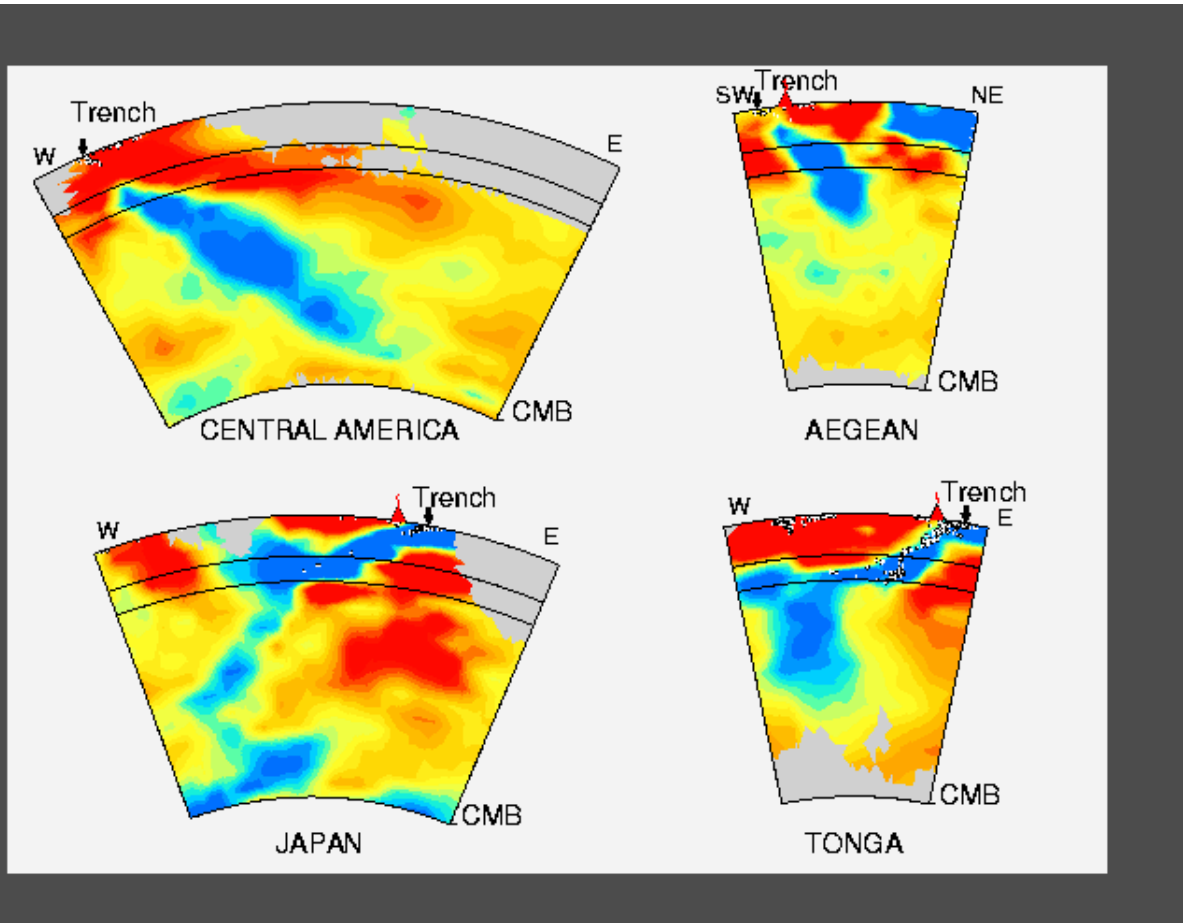 Trench
W
E
CMB
CENTRAL AMERICA
Trench
SW
NE
CMB
AEGEAN
Trench
W
E
CMB
JAPAN
Trench
W
E
CMB
TONGA